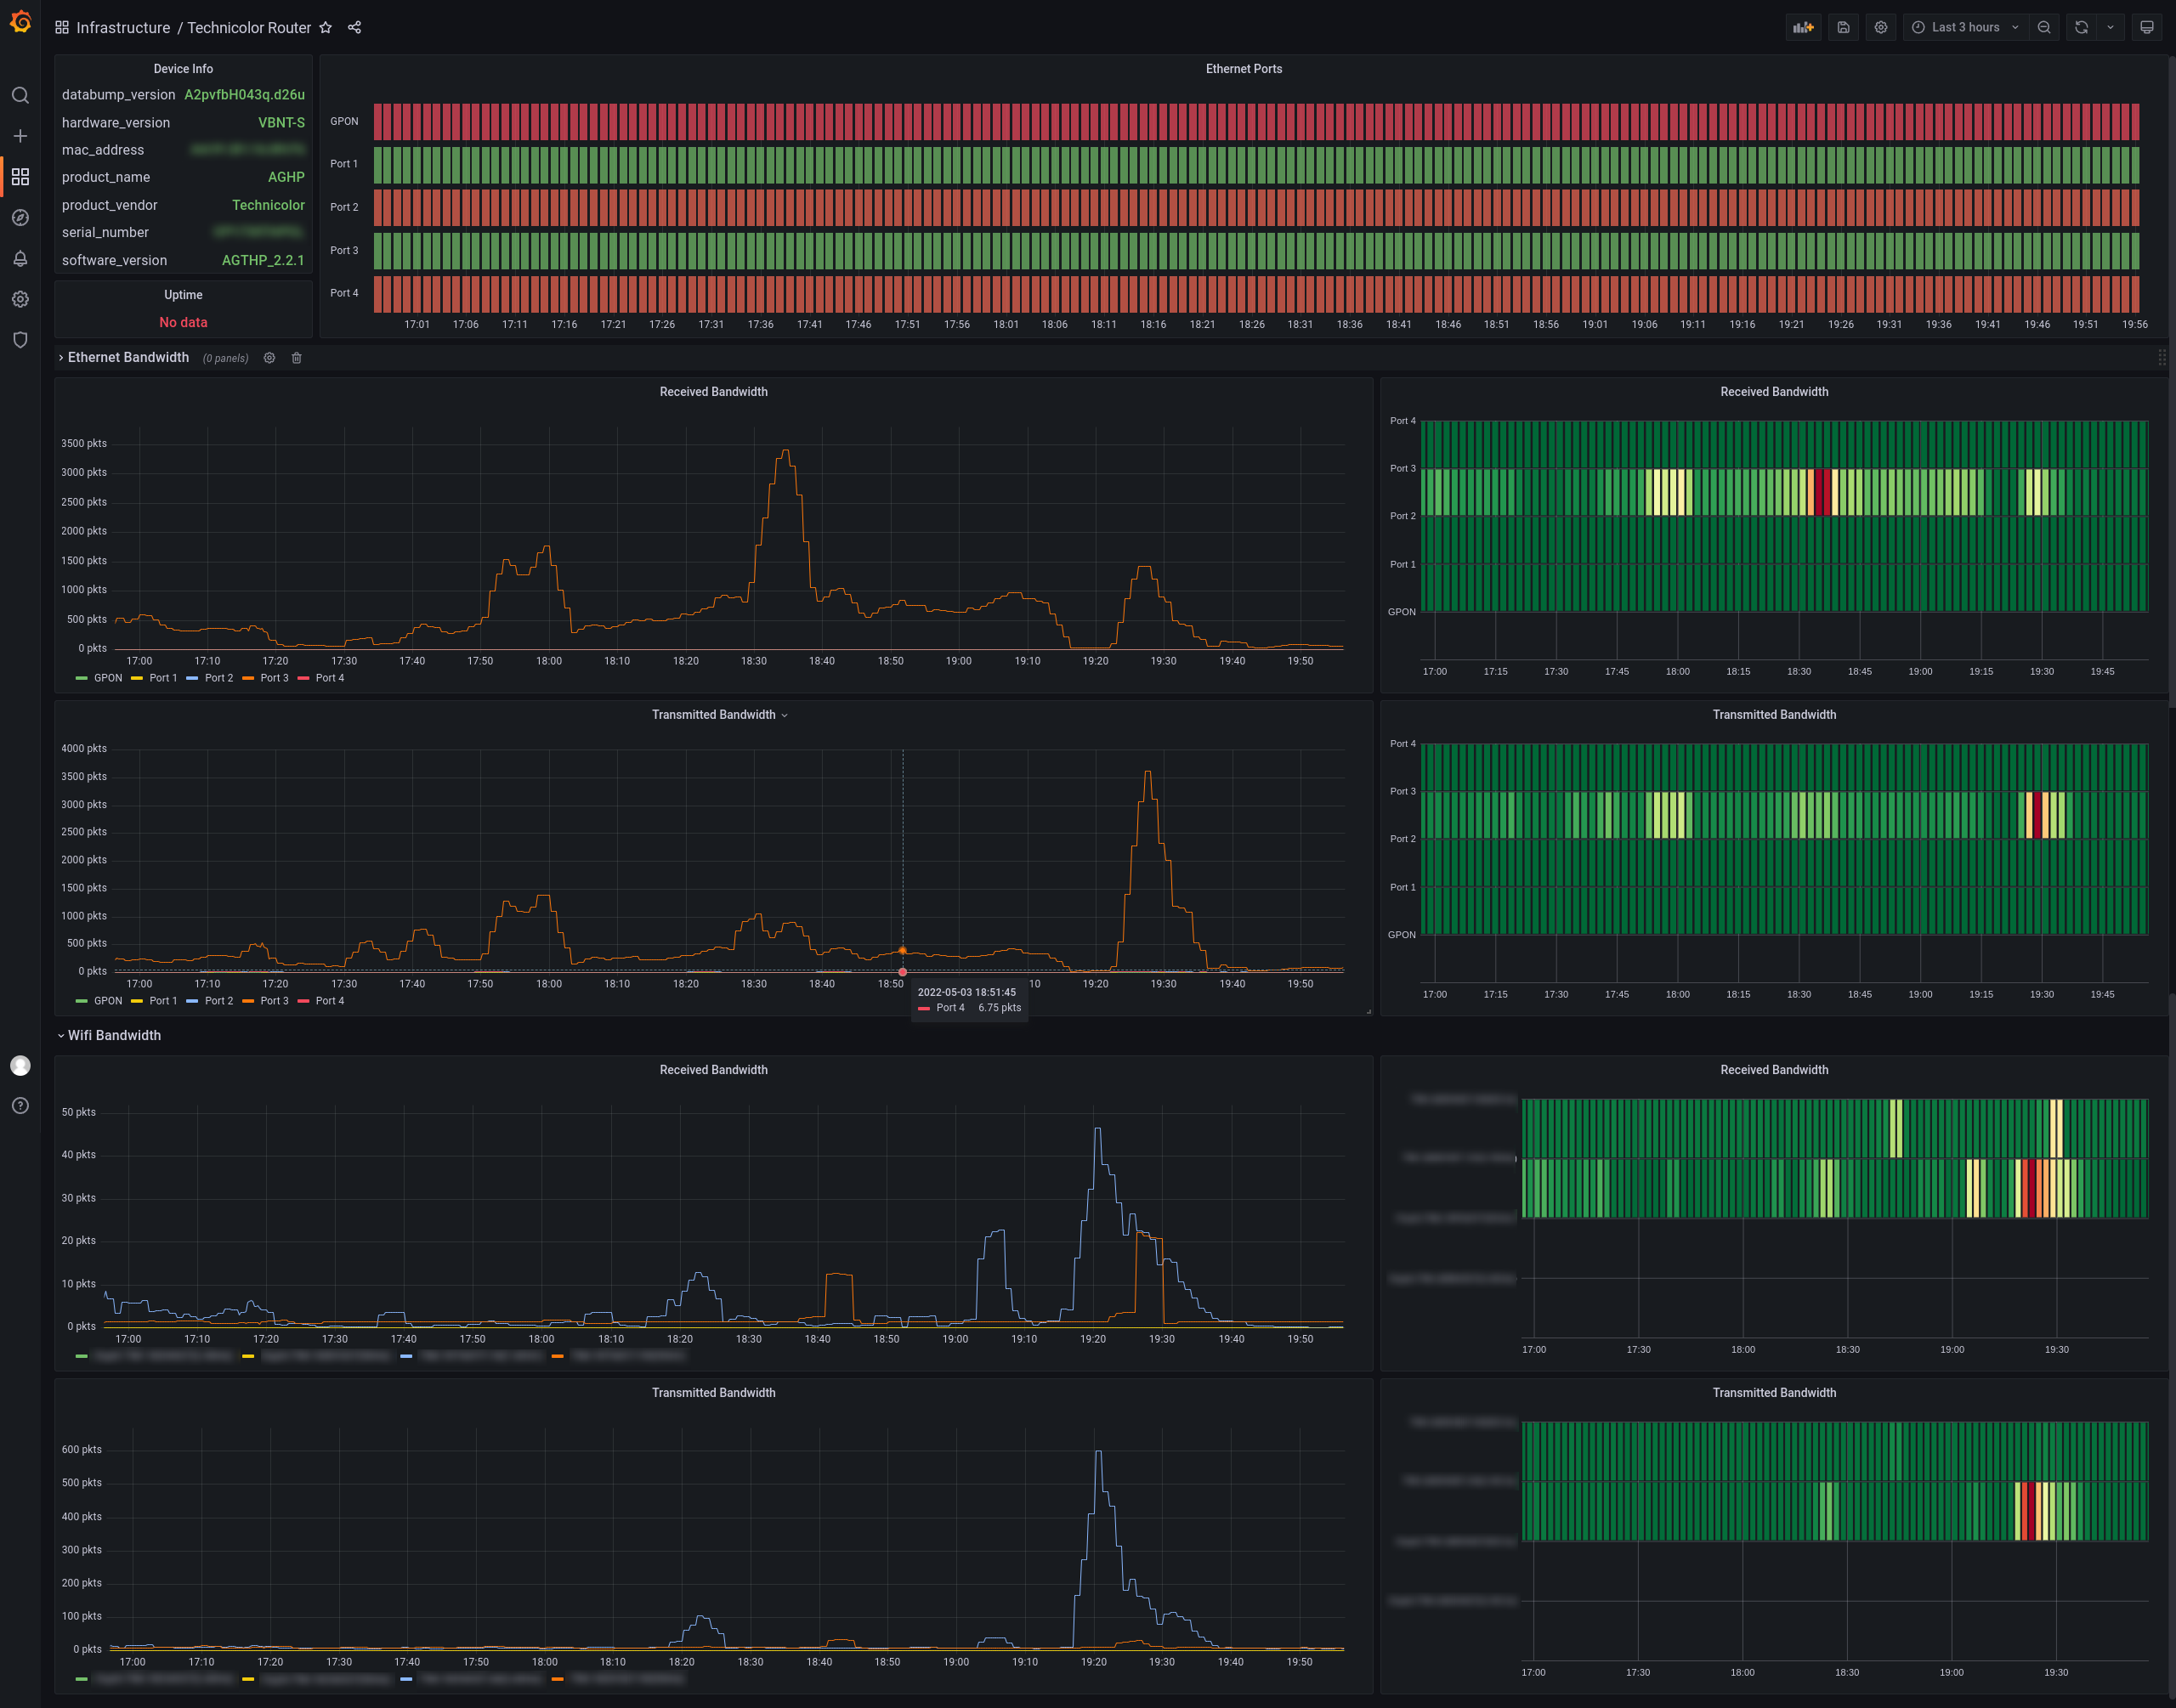 Infrastructure / Technicolor Router
Last 3 hours
Device Info
databump_version A2pvfbH043q.d26u
hardware_version VBNT-S
mac_address
product_name AGHP
product_vendor Technicolor
serial_number
software_version AGTHP_2.2.1
Uptime
No data
Ethernet Ports
GPON
Port 1
Port 2
Port 3
Port 4
17:01 17:06 17:11 17:16 17:21 17:26 17:31 17:36 17:41 17:46 17:51 17:56 18:01 18:06 18:11 18:16 18:21 18:26 18:31 18:36 18:41 18:46 18:51 18:56 19:01 19:06 19:11 19:16 19:21 19:26 19:31 19:36 19:41 19:46 19:51 19:56
Ethernet Bandwidth (0 panels)
Received Bandwidth
3500 pkts
3000 pkts
2500 pkts
2000 pkts
1500 pkts
1000 pkts
500 pkts
0 pkts
17:00 17:10 17:20 17:30 17:40 17:50 18:00 18:10 18:20 18:30 18:40 18:50 19:00 19:10 19:20 19:30 19:40 19:50
GPON Port 1 Port 2 Port 3 Port 4
Received Bandwidth
Port 4
Port 3
Port 2
Port 1
GPON
17:00 17:15 17:30 17:45 18:00 18:15 18:30 18:45 19:00 19:15 19:30 19:45
Transmitted Bandwidth
4000 pkts
3500 pkts
3000 pkts
2500 pkts
2000 pkts
1500 pkts
1000 pkts
500 pkts
0 pkts
17:00 17:10 17:20 17:30 17:40 17:50 18:00 18:10 18:20 18:30 18:40 18:50 10 19:20 19:30 19:40 19:50
GPON Port 1 Port 2 Port 3 Port 4
2022-05-03 18:51:45
Port 4 6.75 pkts
Transmitted Bandwidth
Port 4
Port 3
Port 2
Port 1
GPON
17:00 17:15 17:30 17:45 18:00 18:15 18:30 18:45 19:00 19:15 19:30 19:45
Wifi Bandwidth
Received Bandwidth
50 pkts
40 pkts
30 pkts
20 pkts
10 pkts
0 pkts
17:00 17:10 17:20 17:30 17:40 17:50 18:00 18:10 18:20 18:30 18:40 18:50 19:00 19:10 19:20 19:30 19:40 19:50
Received Bandwidth
17:00 17:30 18:00 18:30 19:00 19:30
Transmitted Bandwidth
600 pkts
500 pkts
400 pkts
300 pkts
200 pkts
100 pkts
0 pkts
17:00 17:10 17:20 17:30 17:40 17:50 18:00 18:10 18:20 18:30 18:40 18:50 19:00 19:10 19:20 19:30 19:40 19:50
Transmitted Bandwidth
17:00 17:30 18:00 18:30 19:00 19:30